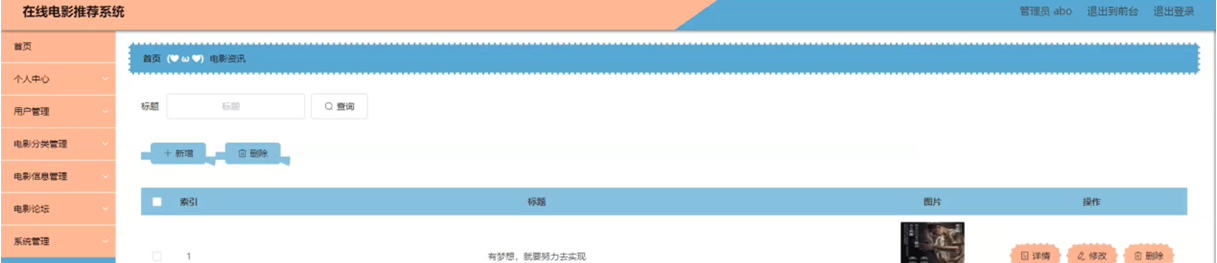 在线电影推荐系统
管理员 abo 退出到前台 退出登录
首页
个人中心
用户管理
电影分类管理
电影信息管理
电影论坛
系统管理
首页 (♥ ω ♥) 电影资讯
标题 标题 查询
新增 删除
索引 标题 图片 操作
1 有梦想，就要努力去实现 详情 修改 删除